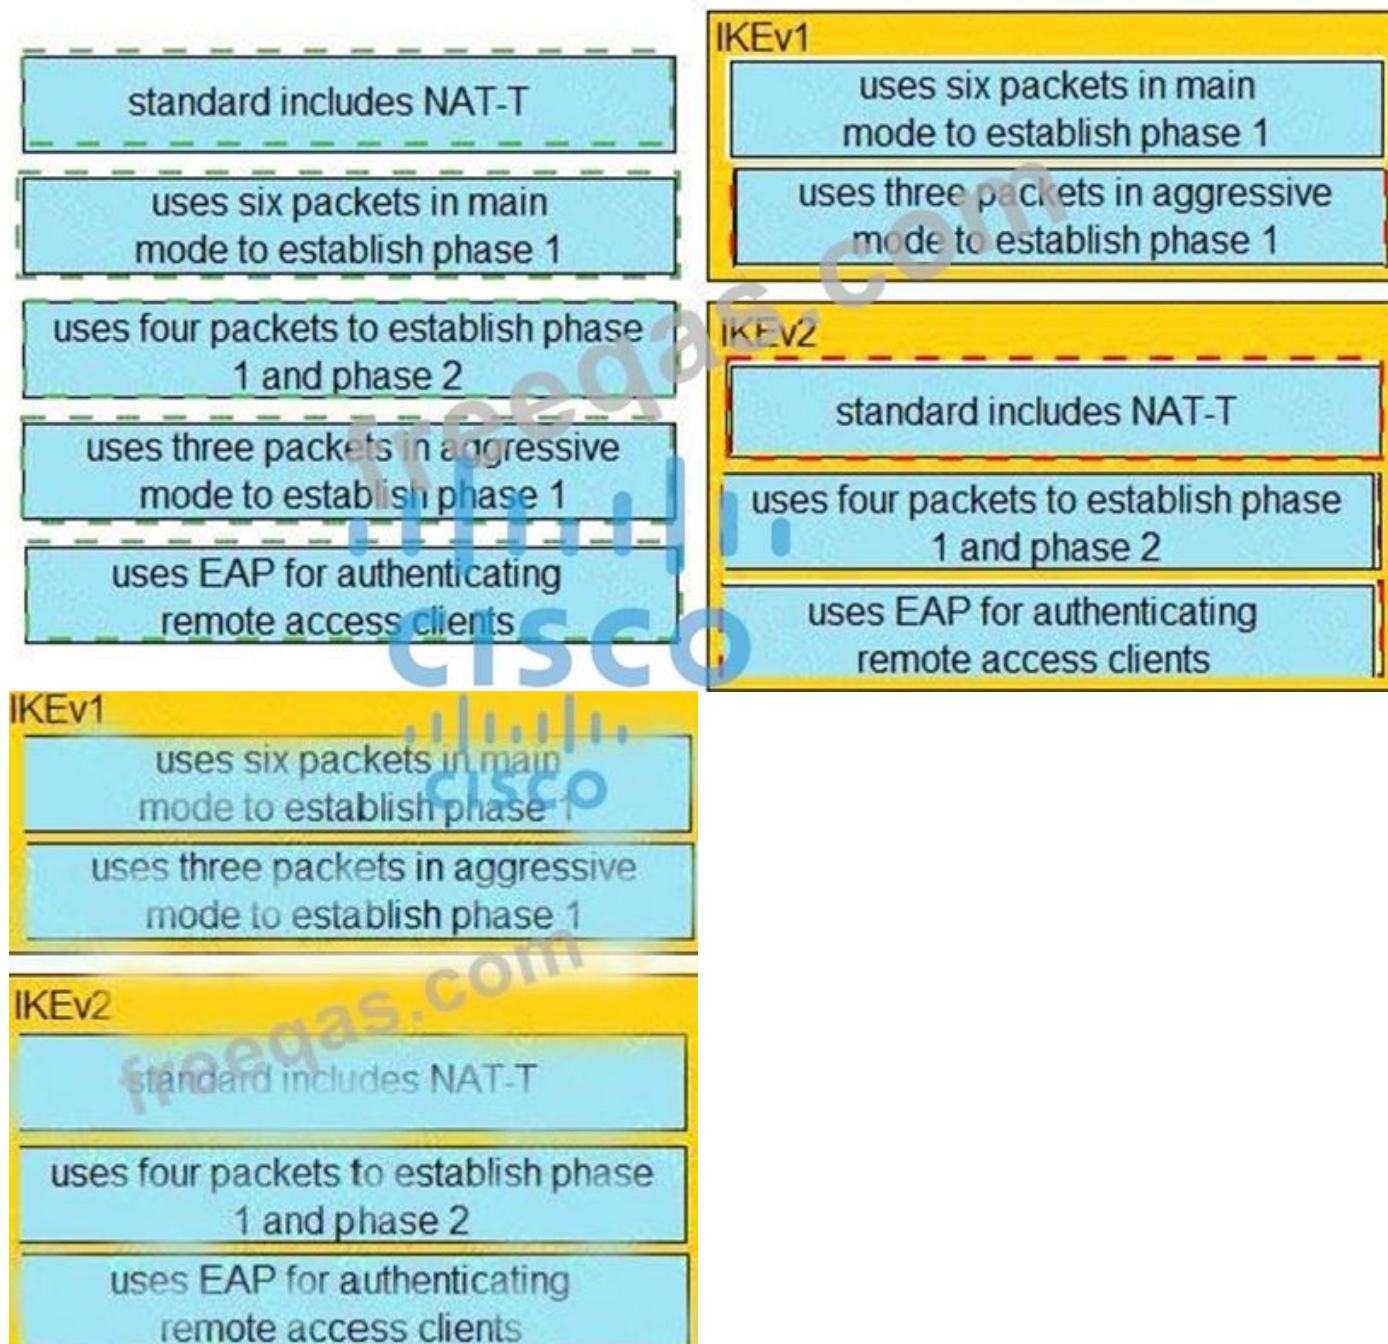 standard includes NAT-T
uses six packets in main
mode to establish phase 1
uses four packets to establish phase
1 and phase 2
uses three packets in aggressive
mode to establish phase 1
uses EAP for authenticating
remote access clients
IKEv1
uses six packets in main
mode to establish phase 1
uses three packets in aggressive
mode to establish phase 1
IKEv2
standard includes NAT-T
uses four packets to establish phase
1 and phase 2
uses EAP for authenticating
remote access clients
freeqas.com
cisco
IKEv1
uses six packets in main
mode to establish phase 1
cisco
uses three packets in aggressive
mode to establish phase 1
IKEv2
freeqas.com
standard includes NAT-T
uses four packets to establish phase
1 and phase 2
uses EAP for authenticating
remote access clients